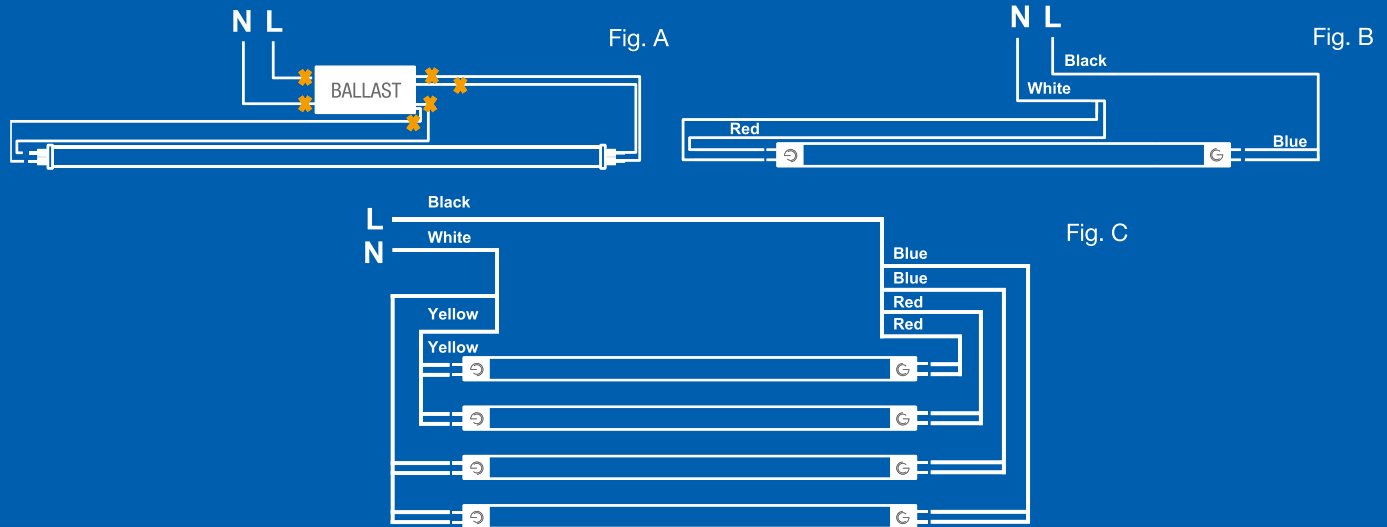 N L
Fig. A
BALLAST
N L
Fig. B
Black
White
Red
Blue
L
Black
Fig. C
N
White
Blue
Blue
Red
Red
Yellow
Yellow